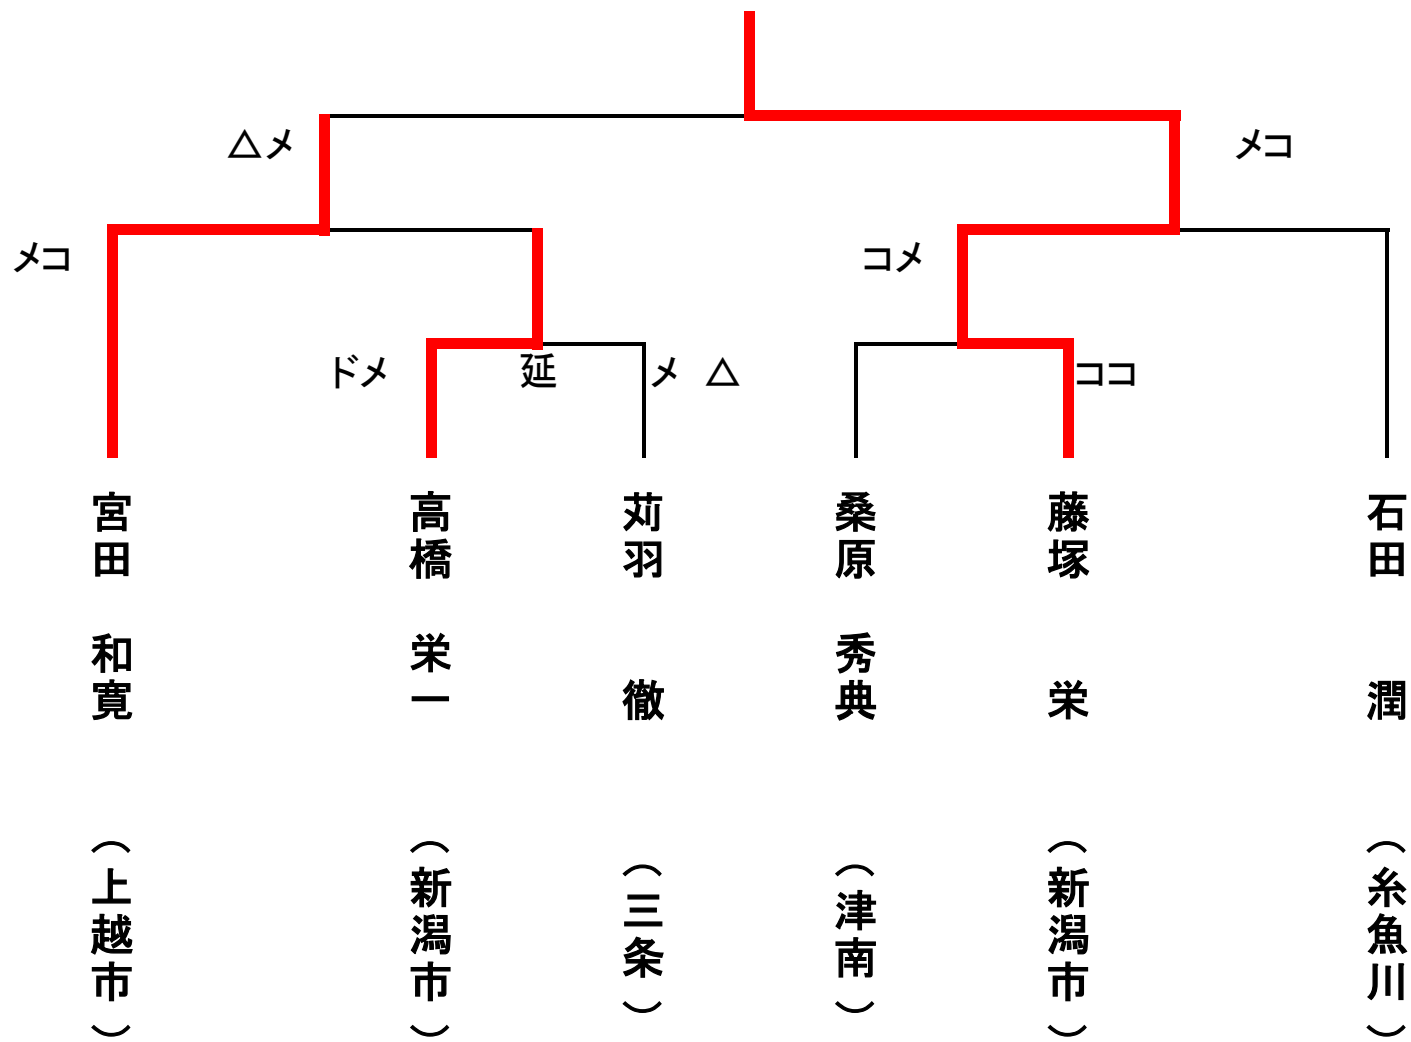 △メ
メコ
メコ
コメ
ドメ
延
メ △
ココ
宮田 和寛 （上越市）
高橋 栄一 （新潟市）
苅羽 徹 （三条）
桑原 秀典 （津南）
藤塚 栄 （新潟市）
石田 潤 （糸魚川）